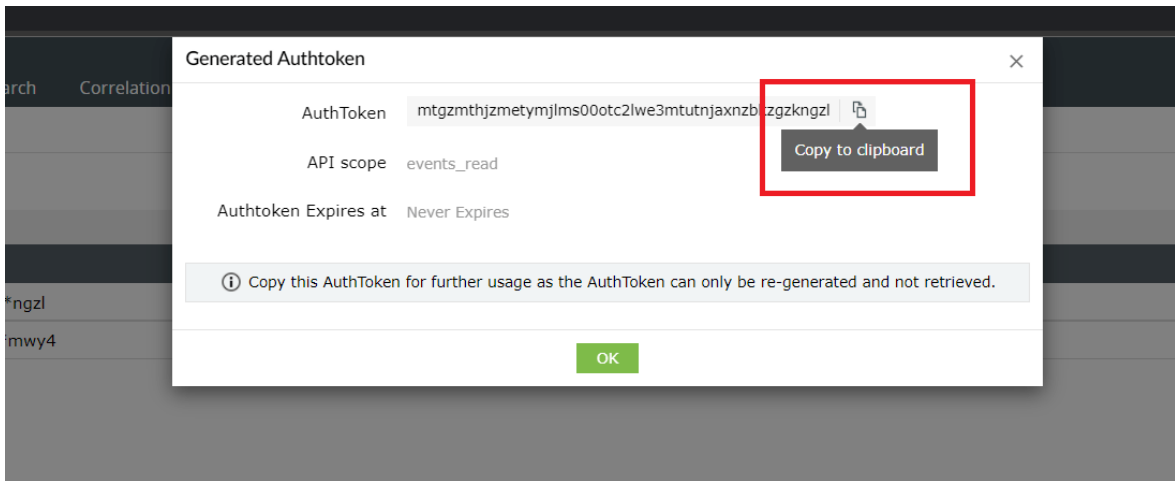 Generated Authtoken
arch Correlation
AuthToken
API scope events_read
Copy to clipboard
Authtoken Expires at Never Expires
Copy this AuthToken for further usage as the AuthToken can only be re-generated and not retrieved.
*ngzl
*mwy4
OK